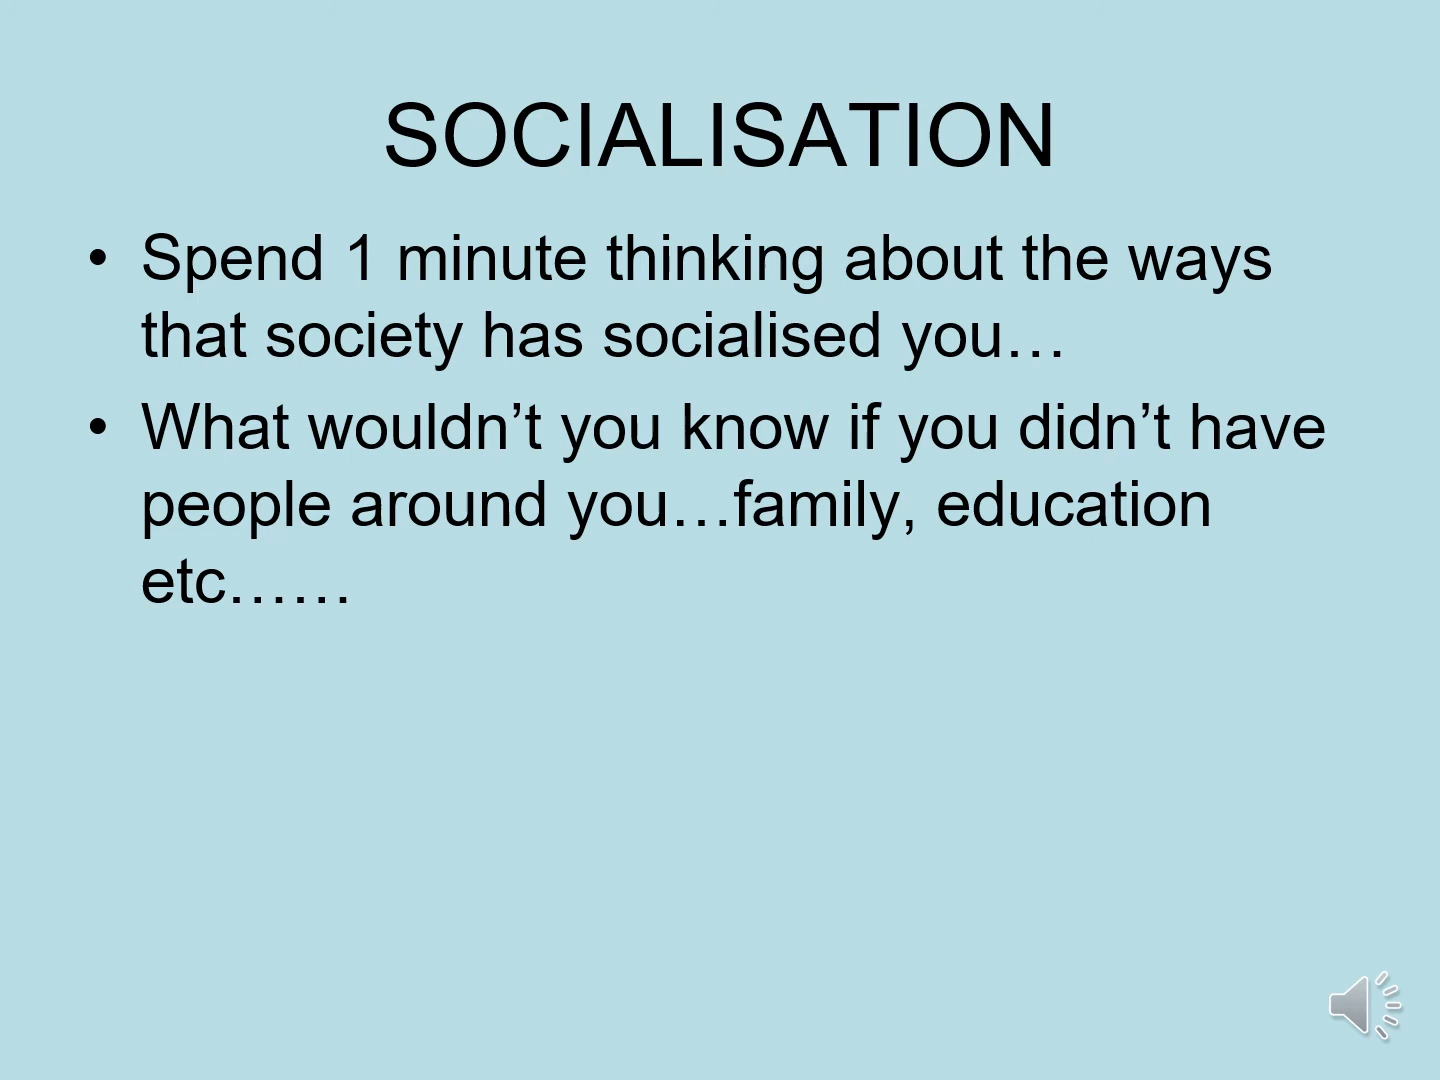 SOCIALISATION
• Spend 1 minute thinking about the ways
that society has socialised you…
• What wouldn’t you know if you didn’t have
people around you…family, education
etc……